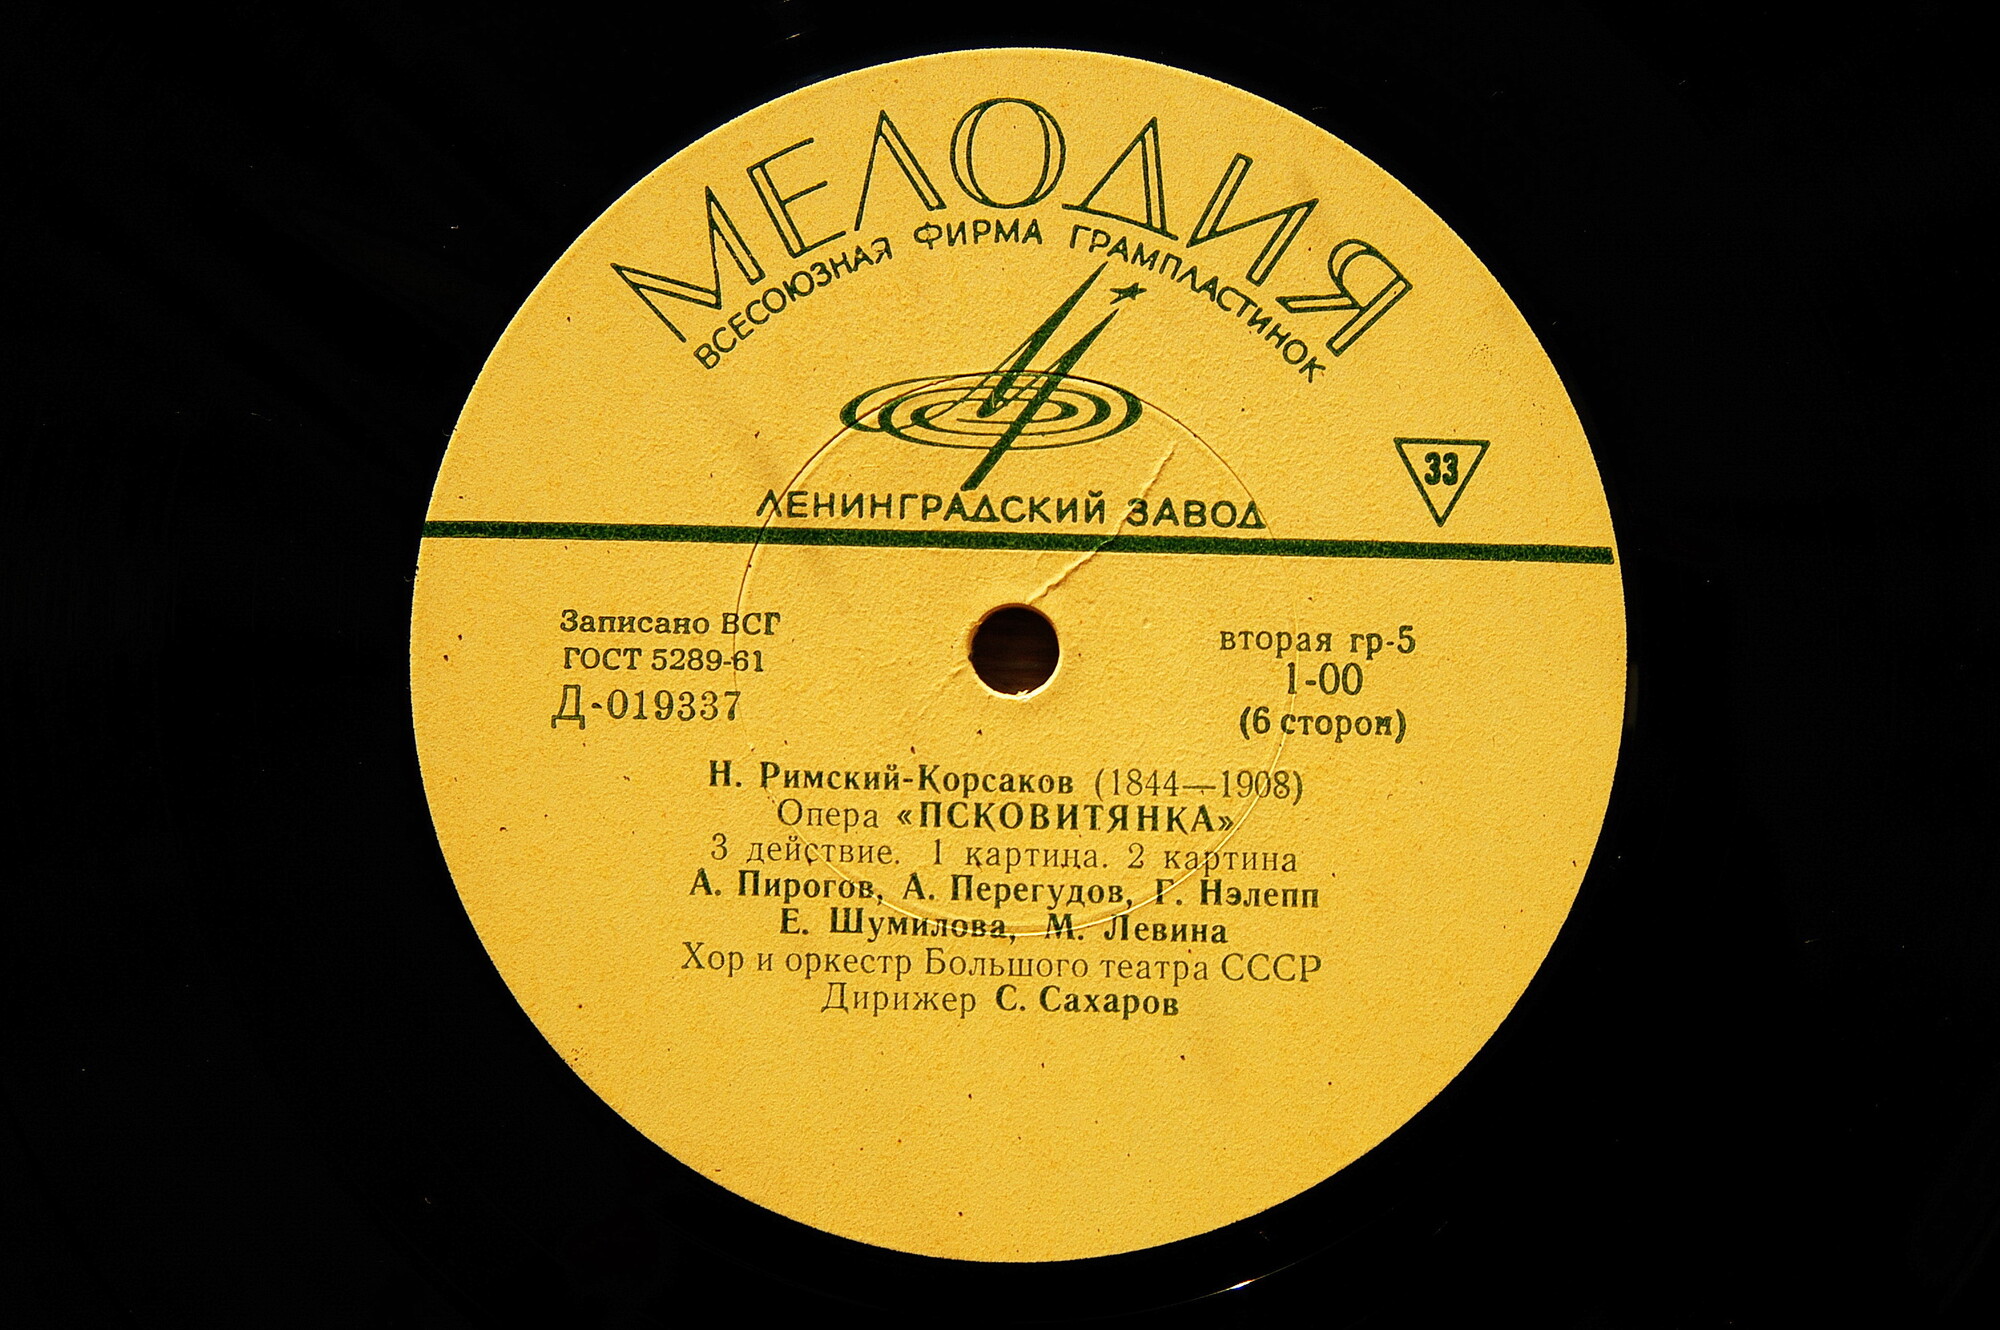 МЕЛОДИЯ
ВСЕСОЮЗНАЯ ФИРМА ГРАМПЛАСТИНОК
33
ЛЕНИНГРАДСКИЙ ЗАВОД
Записано ВСГ
ГОСТ 5289-61
Д-019337
вторая гр-5
1-00
(6 сторон)
Н. Римский-Корсаков (1844—1908)
Опера «ПСКОВИТЯНКА»
3 действие. 1 картина. 2 картина
А. Пирогов, А. Перегудов, Г. Нэлепп
Е. Шумилова, М. Левина
Хор и оркестр Большого театра СССР
Дирижер С. Сахаров